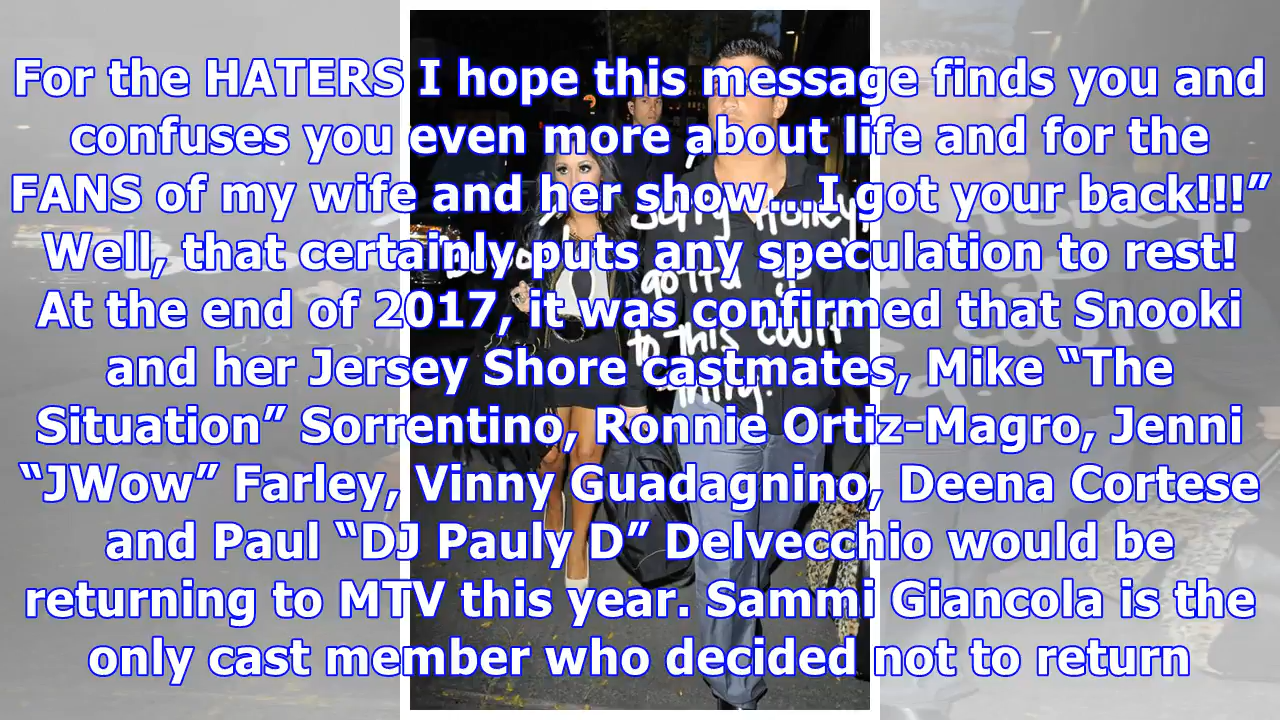 For the HATERS I hope this message finds you and
confuses you even more about life and for the
FANS of my wife and her show...I got your back!!!”
Well, that certainly puts any speculation to rest!
At the end of 2017, it was confirmed that Snooki
and her Jersey Shore castmates, Mike “The
Situation” Sorrentino, Ronnie Ortiz-Magro, Jenni
“JWow” Farley, Vinny Guadagnino, Deena Cortese
and Paul “DJ Pauly D” Delvecchio would be
returning to MTV this year. Sammi Giancola is the
only cast member who decided not to return
gotta
to this court